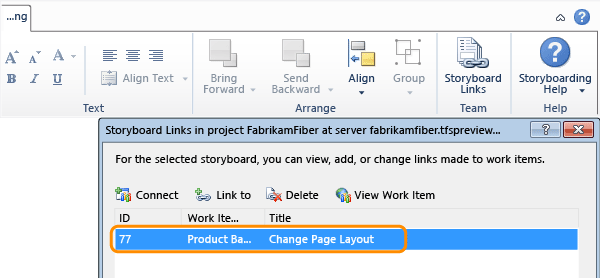 ...ng
A A A
B I U Align Text
Bring Forward
Send Backward
Align
Group
Storyboard Links
Storyboarding Help
Text
Arrange
Team
Help
Storyboard Links in project FabrikamFiber at server fabrikamfiber.tfspreview...
For the selected storyboard, you can view, add, or change links made to work items.
Connect Link to Delete View Work Item
ID Work Ite... Title
77 Product Ba... Change Page Layout